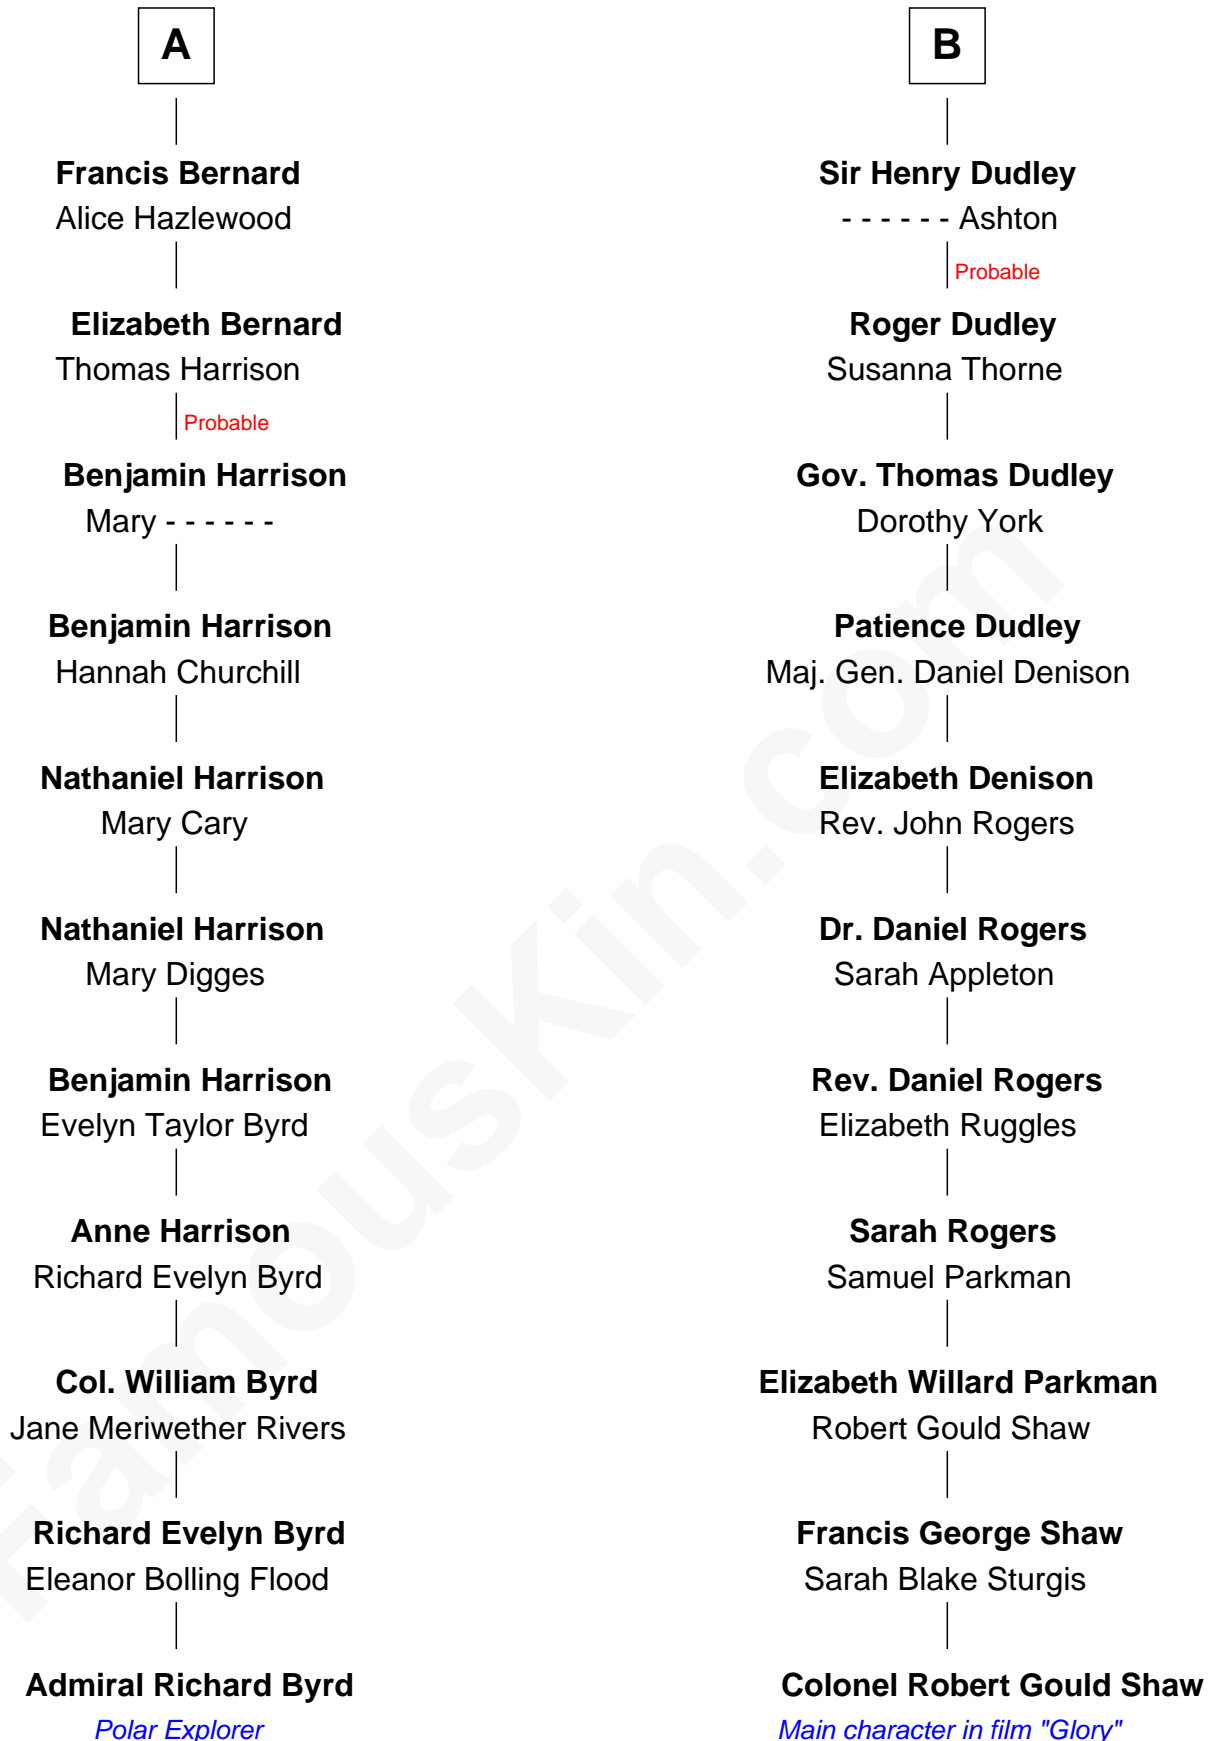 A
Francis Bernard
Alice Hazlewood
Elizabeth Bernard
Thomas Harrison
Probable
Benjamin Harrison
Mary - - - - - -
Benjamin Harrison
Hannah Churchill
Nathaniel Harrison
Mary Cary
Nathaniel Harrison
Mary Digges
Benjamin Harrison
Evelyn Taylor Byrd
Anne Harrison
Richard Evelyn Byrd
Col. William Byrd
Jane Meriwether Rivers
Richard Evelyn Byrd
Eleanor Bolling Flood
Admiral Richard Byrd
Polar Explorer
B
Sir Henry Dudley
- - - - - - Ashton
Probable
Roger Dudley
Susanna Thorne
Gov. Thomas Dudley
Dorothy York
Patience Dudley
Maj. Gen. Daniel Denison
Elizabeth Denison
Rev. John Rogers
Dr. Daniel Rogers
Sarah Appleton
Rev. Daniel Rogers
Elizabeth Ruggles
Sarah Rogers
Samuel Parkman
Elizabeth Willard Parkman
Robert Gould Shaw
Francis George Shaw
Sarah Blake Sturgis
Colonel Robert Gould Shaw
Main character in film "Glory"
FamousKin.com